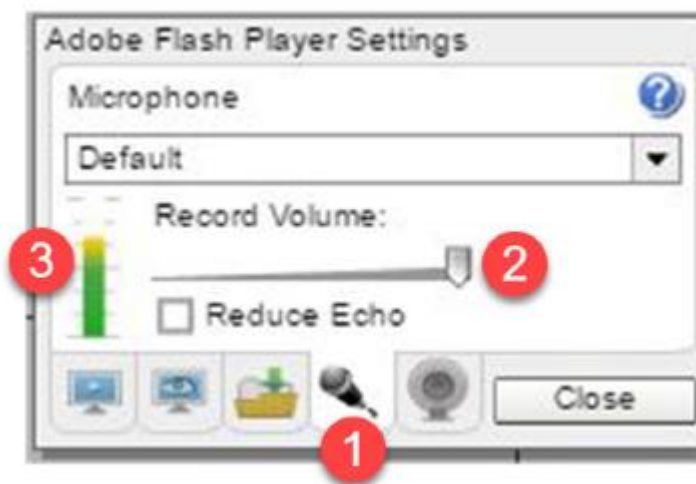 Adobe Flash Player Settings
Microphone
?
Default
Record Volume:
3
2
Reduce Echo
Close
1